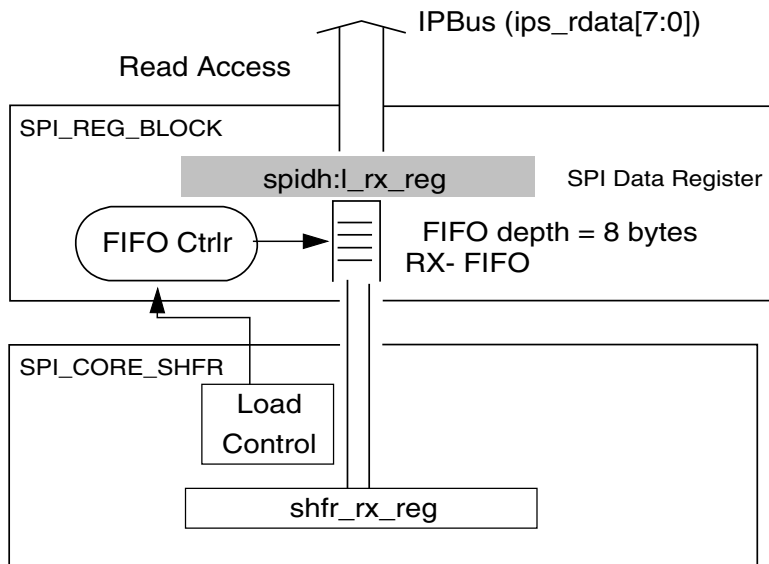 IPBus (ips_rdata[7:0])
Read Access
SPI_REG_BLOCK
spidh:l_rx_reg
SPI Data Register
FIFO Ctrlr
FIFO depth = 8 bytes
RX- FIFO
SPI_CORE_SHFR
Load
Control
shfr_rx_reg